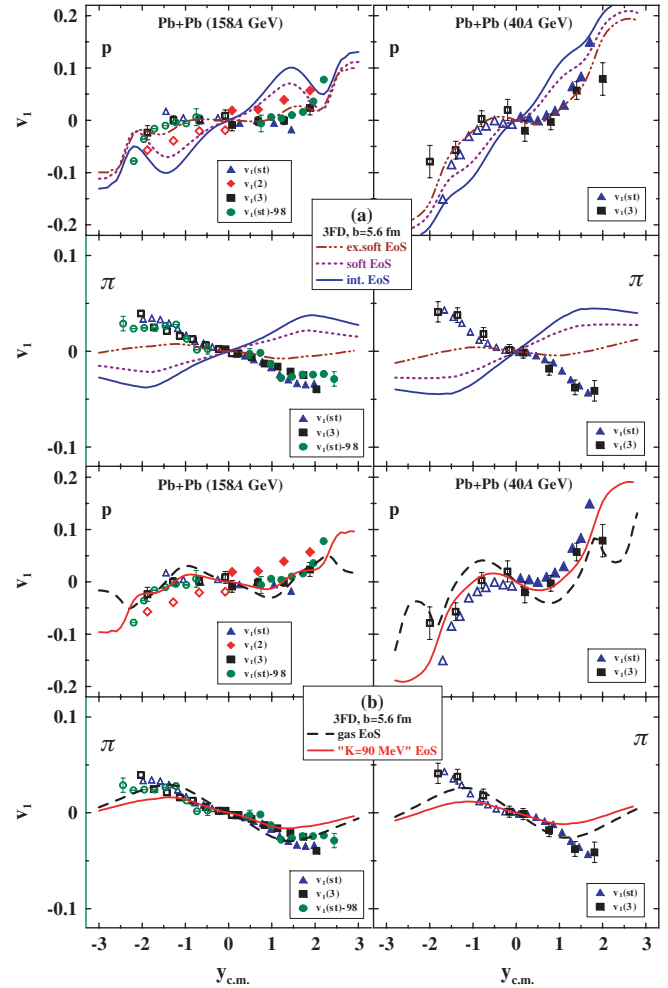 Pb+Pb (158A GeV)
Pb+Pb (40A GeV)
p
p
v₁
0.2
0.1
0
-0.1
-0.2
v₁(st)
v₁(2)
v₁(3)
v₁(st)-98
v₁(st)
v₁(3)
(a)
3FD, b=5.6 fm
ex.soft EoS
soft EoS
int. EoS
π
π
v₁
0.1
0
-0.1
v₁(st)
v₁(3)
v₁(st)-98
v₁(st)
v₁(3)
Pb+Pb (158A GeV)
Pb+Pb (40A GeV)
p
p
v₁
0.2
0.1
0
-0.1
-0.2
v₁(st)
v₁(2)
v₁(3)
v₁(st)-98
v₁(st)
v₁(3)
(b)
3FD, b=5.6 fm
gas EoS
"K=90 MeV" EoS
π
π
v₁
0.1
0
-0.1
v₁(st)
v₁(3)
v₁(st)-98
v₁(st)
v₁(3)
-3 -2 -1 0 1 2 3
-2 -1 0 1 2 3
y c.m.
y c.m.